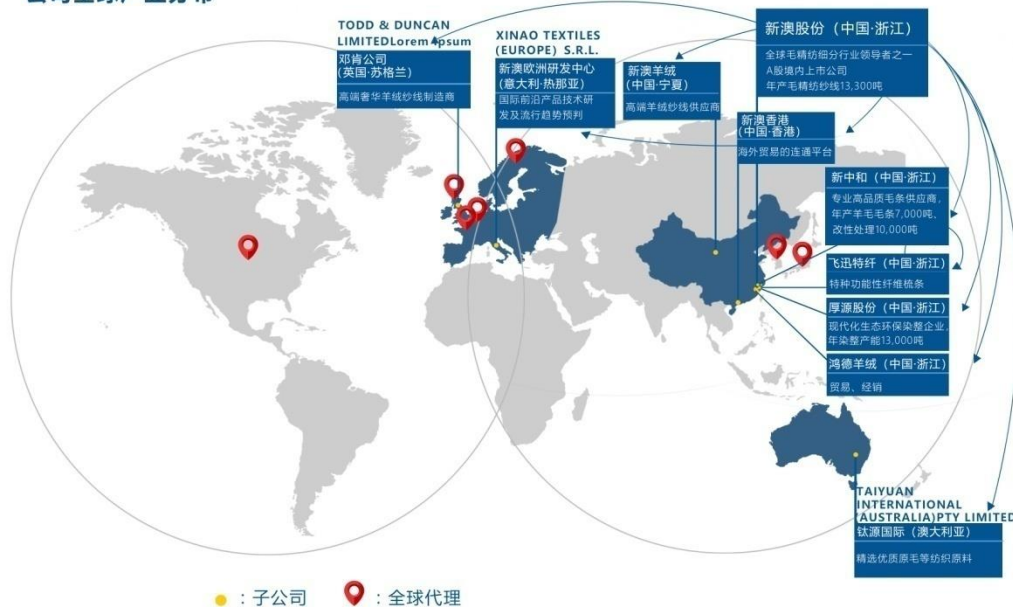 TODD & DUNCAN
LIMITEDLorem Ipsum
邓肯公司
(英国·苏格兰)
高端奢华羊绒纱线制造商
XINAO TEXTILES
(EUROPE) S.R.L.
新澳欧洲研发中心
(意大利·热那亚)
国际前沿产品技术研
发及流行趋势预判
新澳羊绒
(中国·宁夏)
高端羊绒纱线供应商
新澳股份（中国·浙江）
全球毛精纺细分行业领导者之一
A股境内上市公司
年产毛精纺纱线13,300吨
新澳香港
(中国·香港)
海外贸易的连通平台
新中和（中国·浙江）
专业高品质毛条供应商，
年产羊毛毛条7,000吨、
改性处理10,000吨
飞迅特纤（中国·浙江）
特种功能性纤维梳条
厚源股份（中国·浙江）
现代化生态环保染整企业，
年染整产能13,000吨
鸿德羊绒（中国·浙江）
贸易、经销
TAIYUAN
INTERNATIONAL
(AUSTRALIA)PTY LIMITED
钛源国际（澳大利亚）
精选优质原毛等纺织原料
：子公司
：全球代理